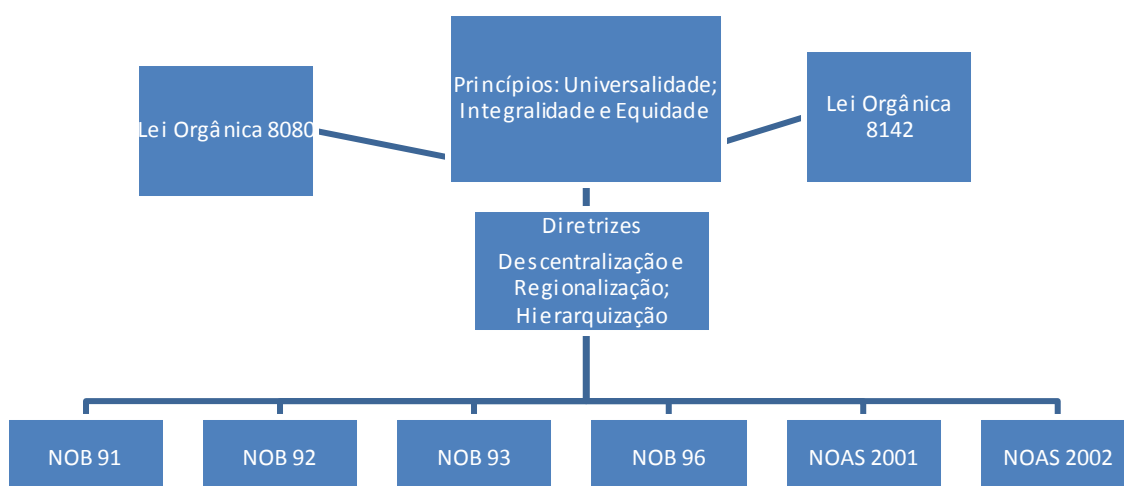 Lei Orgânica 8080
Princípios: Universalidade;
Integralidade e Equidade
Lei Orgânica
8142
Diretrizes
Descentralização e
Regionalização;
Hierarquização
NOB 91
NOB 92
NOB 93
NOB 96
NOAS 2001
NOAS 2002